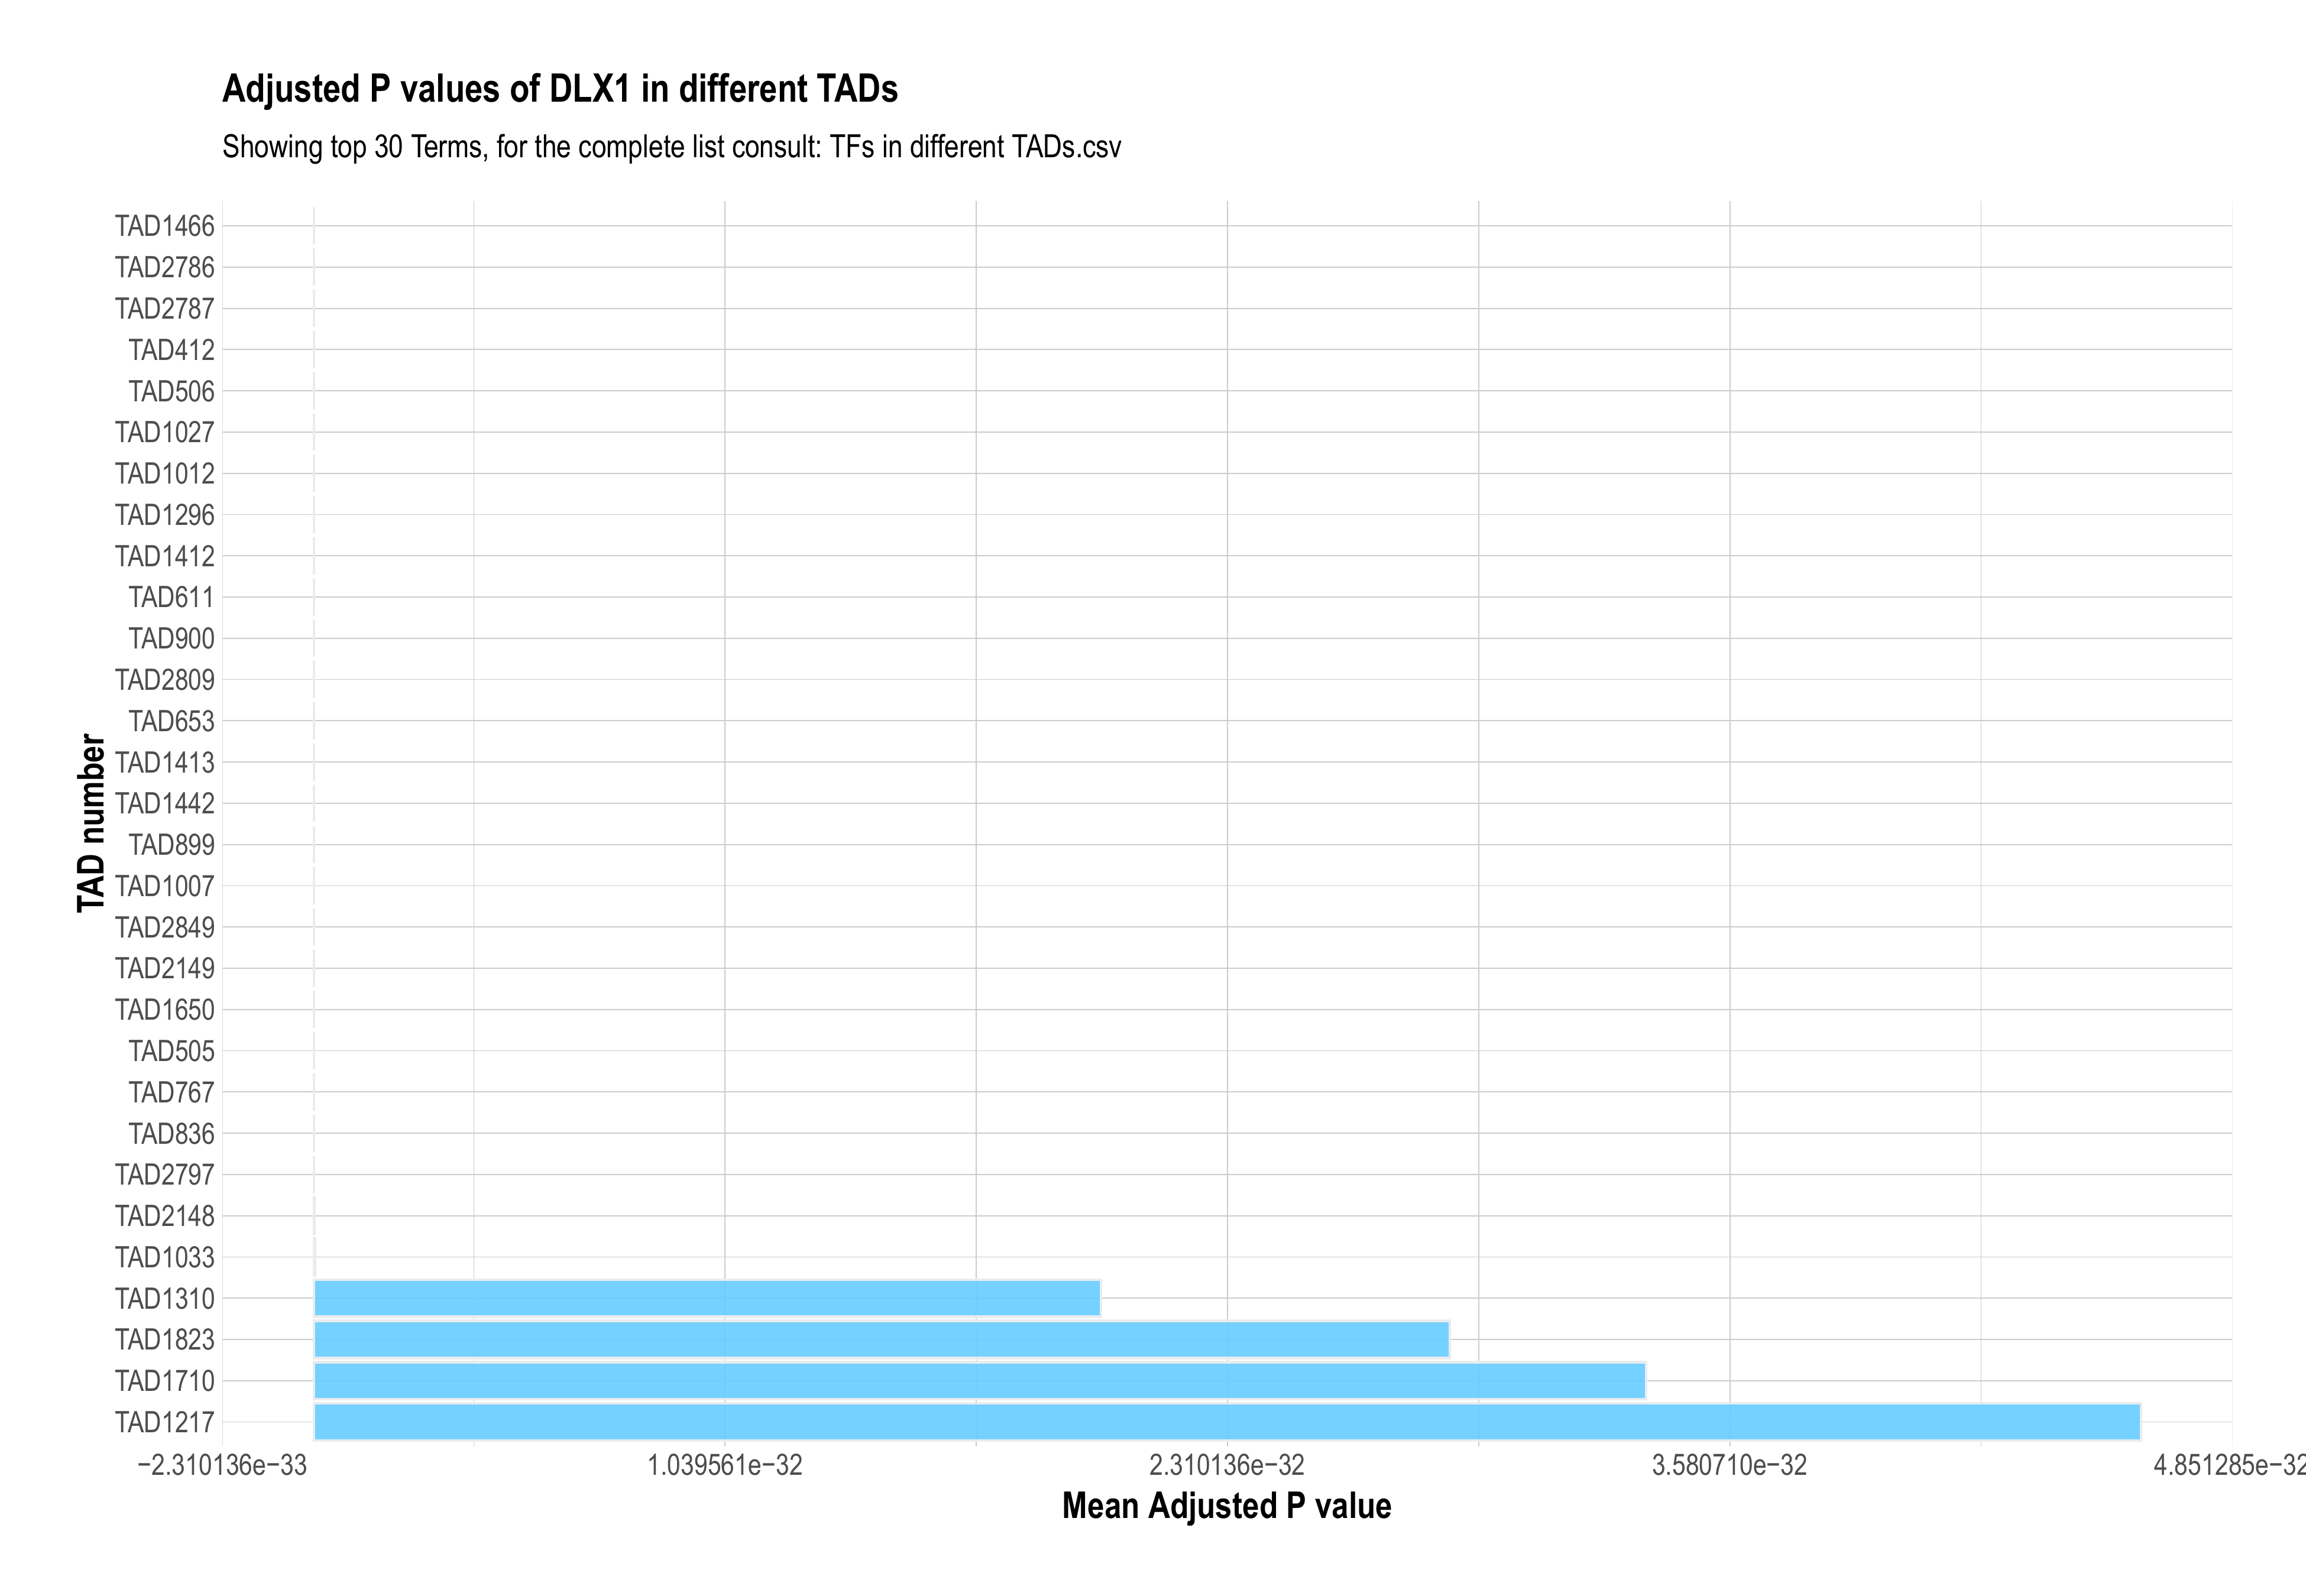 Adjusted P values of DLX1 in different TADs
Showing top 30 Terms, for the complete list consult: TFs in different TADs.csv
TAD number
TAD1466
TAD2786
TAD2787
TAD412
TAD506
TAD1027
TAD1012
TAD1296
TAD1412
TAD611
TAD900
TAD2809
TAD653
TAD1413
TAD1442
TAD899
TAD1007
TAD2849
TAD2149
TAD1650
TAD505
TAD767
TAD836
TAD2797
TAD2148
TAD1033
TAD1310
TAD1823
TAD1710
TAD1217
−2.310136e−33 1.039561e−32 2.310136e−32 3.580710e−32 4.851285e−32
Mean Adjusted P value